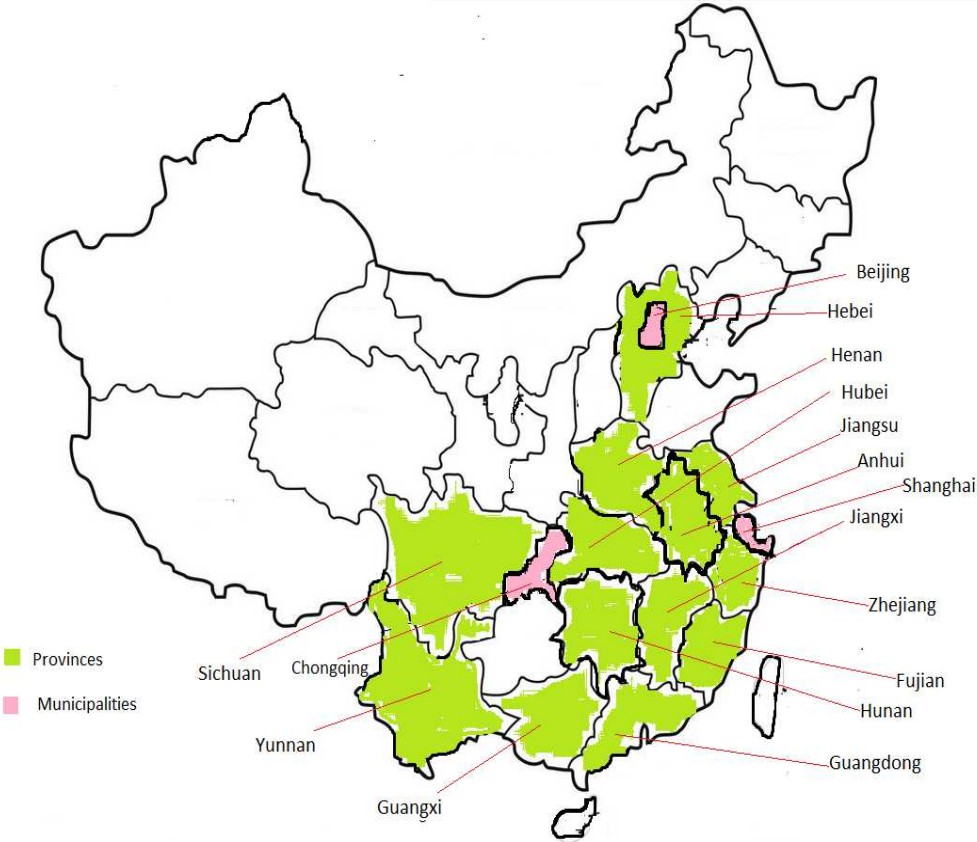 Beijing
Hebei
Henan
Hubei
Jiangsu
Anhui
Shanghai
Jiangxi
Zhejiang
Provinces
Sichuan
Chongqing
Fujian
Municipalities
Hunan
Yunnan
Guangdong
Guangxi